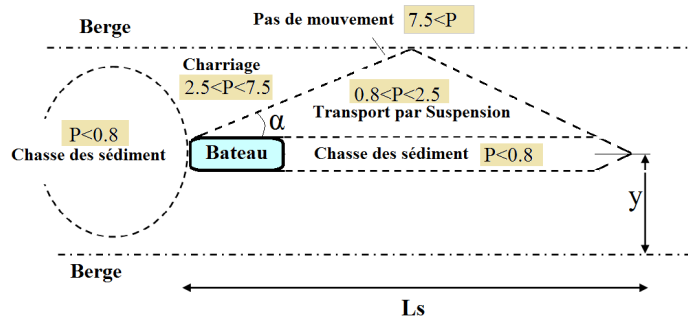 Berge
Pas de mouvement 7.5<P
Charriage
2.5<P<7.5
0.8<P<2.5
Transport par Suspension
α
P<0.8
Chasse des sédiment
Bateau
Chasse des sédiment P<0.8
y
Berge
Ls